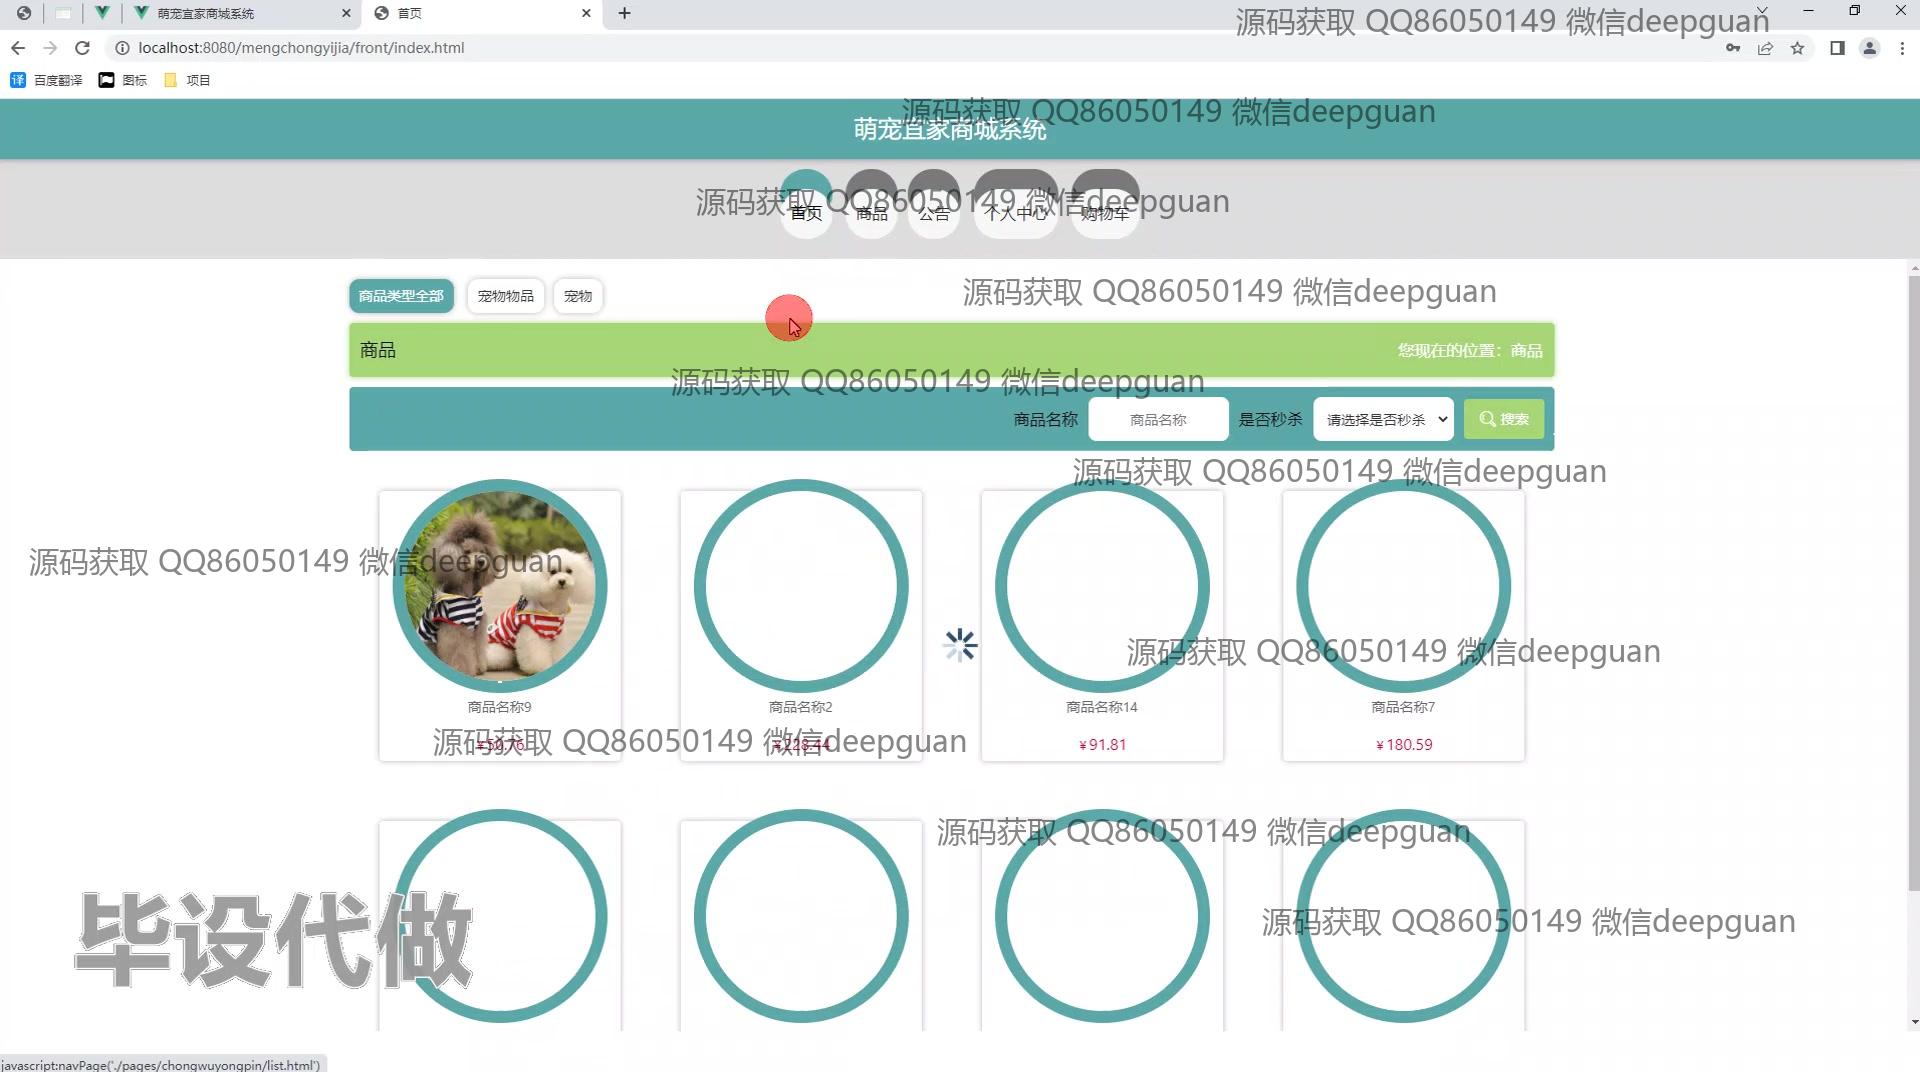 萌宠宜家商城系统
首页
源码获取 QQ86050149 微信deepguan
localhost:8080/mengchongyijia/front/index.html
译 百度翻译 图标 项目
源码获取 QQ86050149 微信deepguan
萌宠宜家商城系统
源码获取 QQ86050149 微信deepguan
首页 商品 公告 个人中心 购物车
源码获取 QQ86050149 微信deepguan
商品类型全部 宠物物品 宠物
商品 您现在的位置：商品
源码获取 QQ86050149 微信deepguan
商品名称 商品名称 是否秒杀 请选择是否秒杀 搜索
源码获取 QQ86050149 微信deepguan
源码获取 QQ86050149 微信deepguan
源码获取 QQ86050149 微信deepguan
商品名称9 商品名称2 商品名称14 商品名称7
源码获取 QQ86050149 微信deepguan
¥50.76 ¥228.44 ¥91.81 ¥180.59
源码获取 QQ86050149 微信deepguan
源码获取 QQ86050149 微信deepguan
毕设代做
javascript:navPage('./pages/chongwuyongpin/list.html')